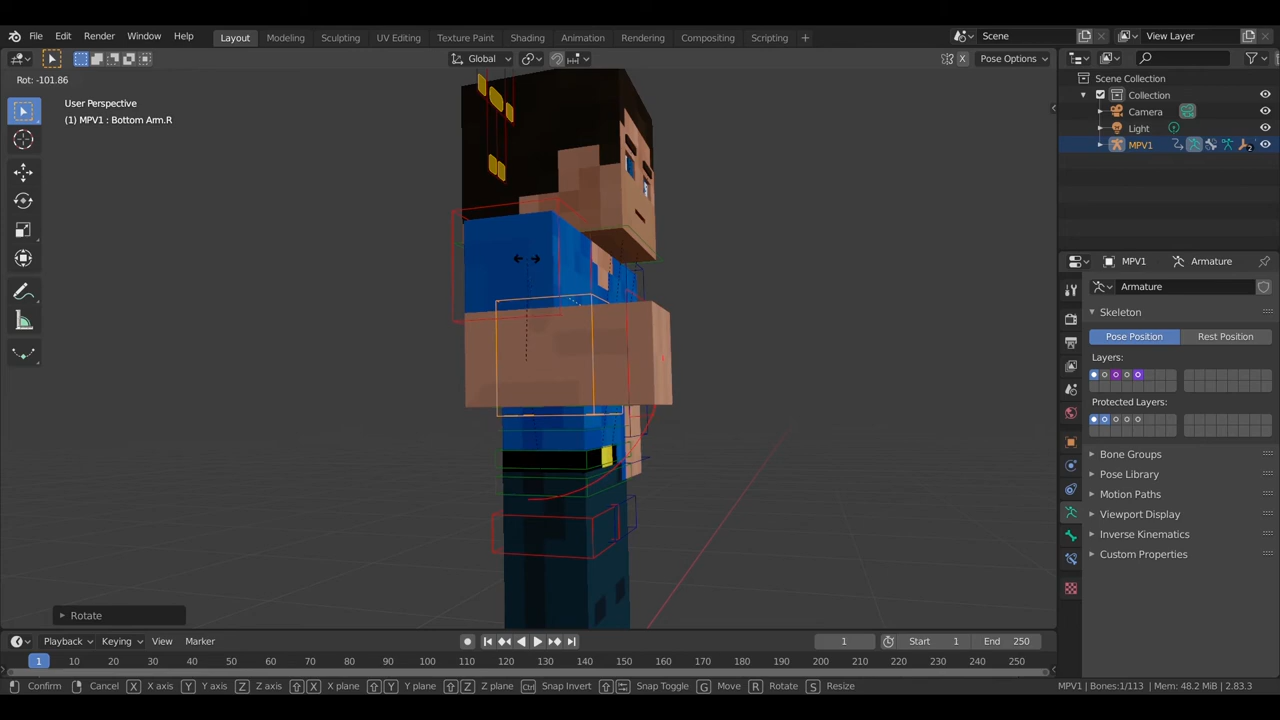 File Edit Render Window Help Layout Modeling Sculpting UV Editing Texture Paint Shading Animation Rendering Compositing Scripting + Scene View Layer
Global X Pose Options
Rot: -101.86
User Perspective
(1) MPV1 : Bottom Arm.R
Scene Collection
Collection
Camera
Light
MPV1 2
MPV1 Armature
Armature
Skeleton
Pose Position Rest Position
Layers:
Protected Layers:
Bone Groups
Pose Library
Motion Paths
Viewport Display
Inverse Kinematics
Custom Properties
Rotate
Playback Keying View Marker 1 Start 1 End 250
1 10 20 30 40 50 60 70 80 90 100 110 120 130 140 150 160 170 180 190 200 210 220 230 240 250
Confirm Cancel X X axis Y Y axis Z Z axis X X plane Y Y plane Z Z plane Ctrl Snap Invert Snap Toggle G Move R Rotate S Resize MPV1 | Bones:1/113 | Mem: 48.2 MiB | 2.83.3